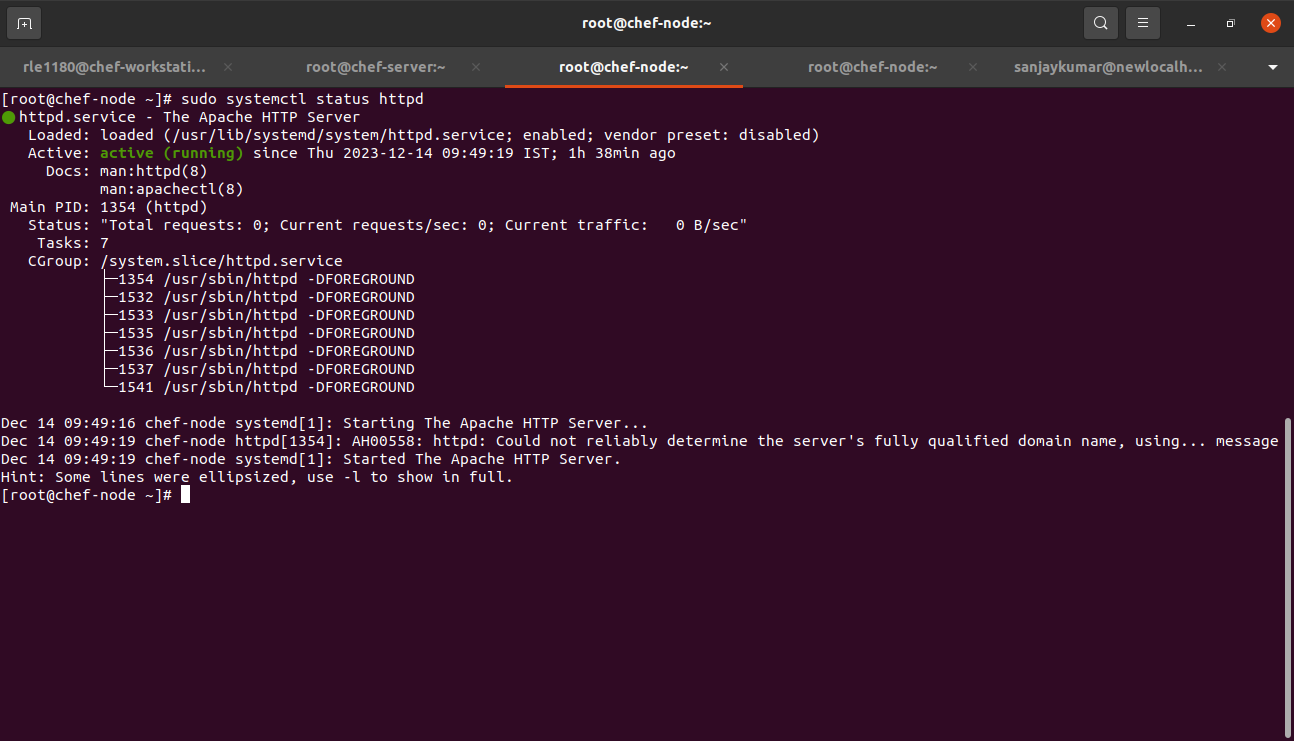 root@chef-node:~
rle1180@chef-workstati...
root@chef-server:~
root@chef-node:~
root@chef-node:~
sanjaykumar@newlocalh...
[root@chef-node ~]# sudo systemctl status httpd
● httpd.service - The Apache HTTP Server
   Loaded: loaded (/usr/lib/systemd/system/httpd.service; enabled; vendor preset: disabled)
   Active: active (running) since Thu 2023-12-14 09:49:19 IST; 1h 38min ago
     Docs: man:httpd(8)
           man:apachectl(8)
 Main PID: 1354 (httpd)
   Status: "Total requests: 0; Current requests/sec: 0; Current traffic:   0 B/sec"
    Tasks: 7
   CGroup: /system.slice/httpd.service
           ├─1354 /usr/sbin/httpd -DFOREGROUND
           ├─1532 /usr/sbin/httpd -DFOREGROUND
           ├─1533 /usr/sbin/httpd -DFOREGROUND
           ├─1535 /usr/sbin/httpd -DFOREGROUND
           ├─1536 /usr/sbin/httpd -DFOREGROUND
           ├─1537 /usr/sbin/httpd -DFOREGROUND
           └─1541 /usr/sbin/httpd -DFOREGROUND
Dec 14 09:49:16 chef-node systemd[1]: Starting The Apache HTTP Server...
Dec 14 09:49:19 chef-node httpd[1354]: AH00558: httpd: Could not reliably determine the server's fully qualified domain name, using... message
Dec 14 09:49:19 chef-node systemd[1]: Started The Apache HTTP Server.
Hint: Some lines were ellipsized, use -l to show in full.
[root@chef-node ~]#